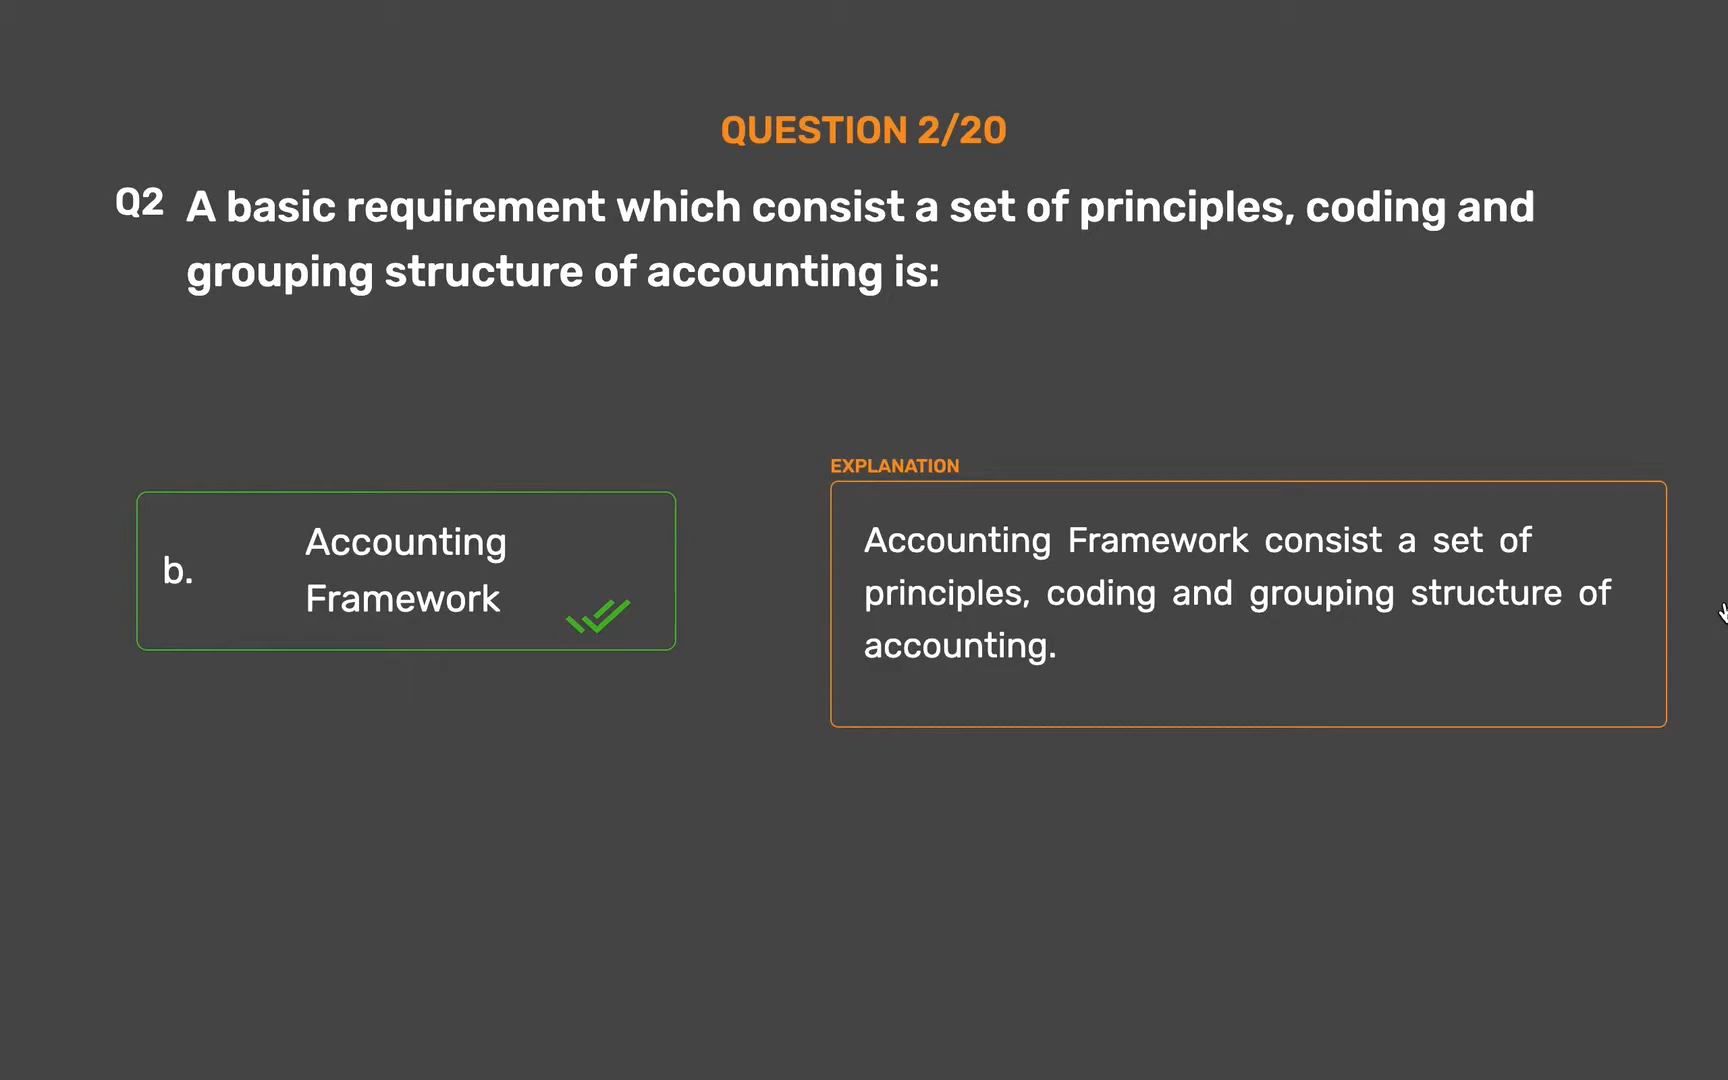 QUESTION 2/20
Q2 A basic requirement which consist a set of principles, coding and
grouping structure of accounting is:
b. Accounting
Framework
EXPLANATION
Accounting Framework consist a set of
principles, coding and grouping structure of
accounting.